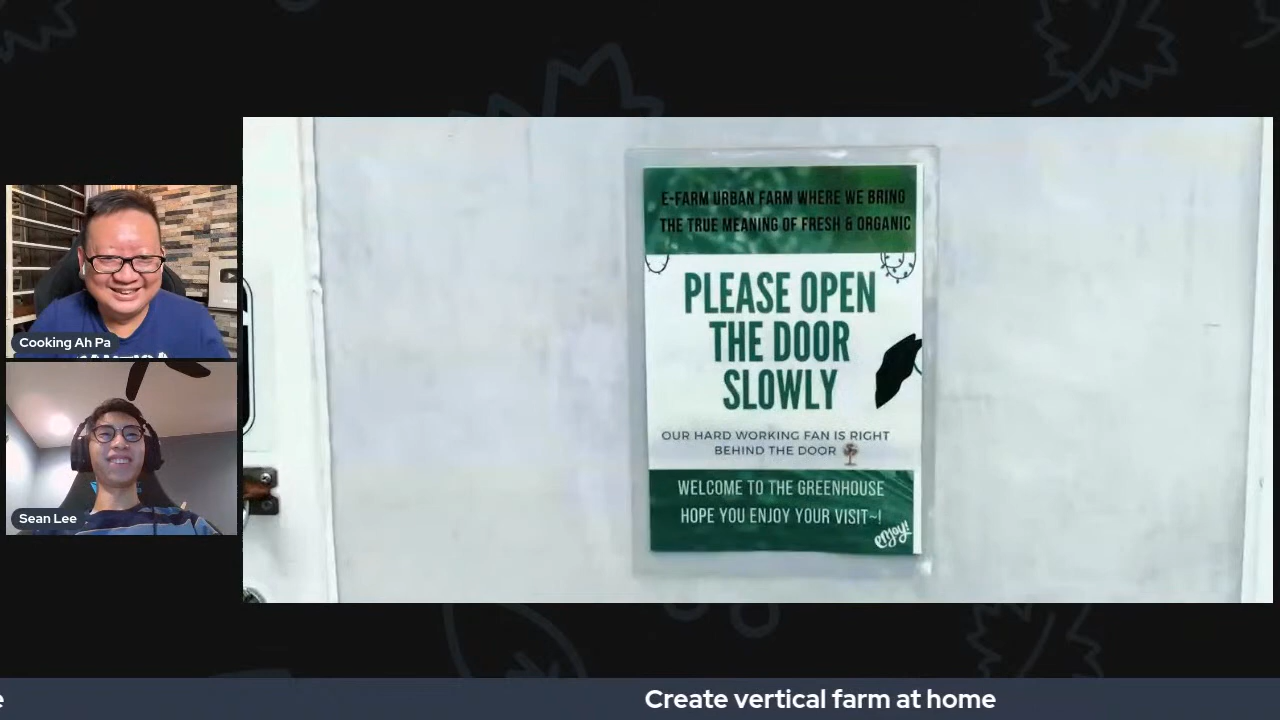 Cooking Ah Pa
Sean Lee
E-FARM URBAN FARM WHERE WE BRING
THE TRUE MEANING OF FRESH & ORGANIC
PLEASE OPEN
THE DOOR
SLOWLY
OUR HARD WORKING FAN IS RIGHT
BEHIND THE DOOR
WELCOME TO THE GREENHOUSE
HOPE YOU ENJOY YOUR VISIT~!
enjoy!
Create vertical farm at home